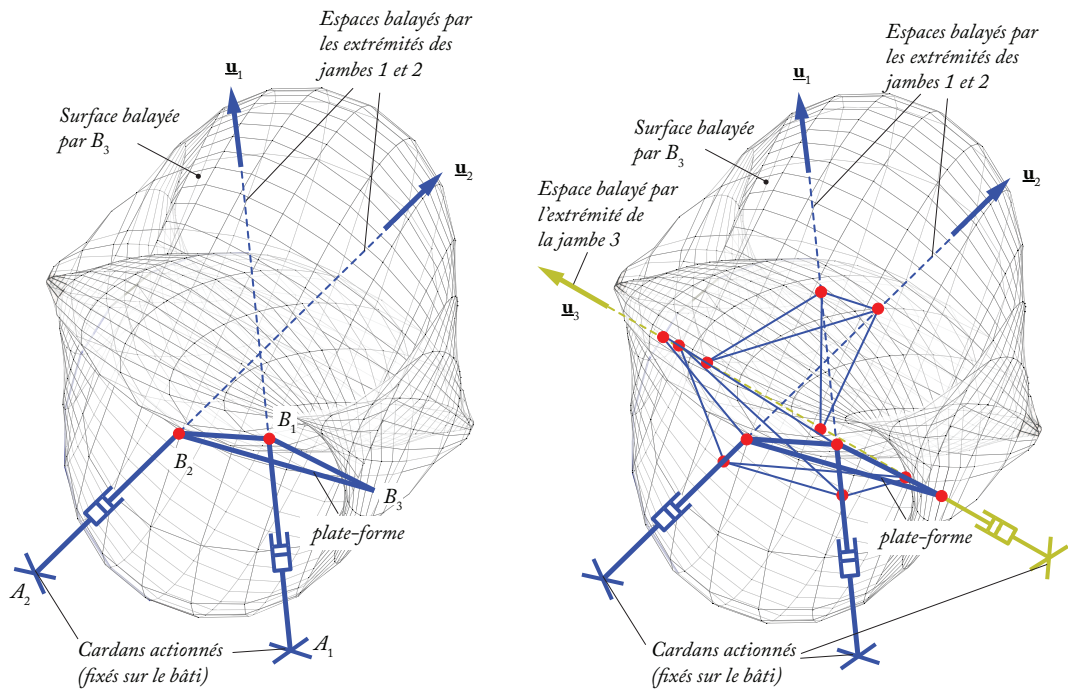 Espaces balayés par
les extrémités des
jambes 1 et 2
u1
Surface balayée
par B3
u2
B1
B2
B3
plate-forme
A2
A1
Cardans actionnés
(fixés sur le bâti)
Espaces balayés par
les extrémités des
jambes 1 et 2
u1
Surface balayée
par B3
u2
Espace balayé par
l'extrémité de
la jambe 3
u3
plate-forme
Cardans actionnés
(fixés sur le bâti)